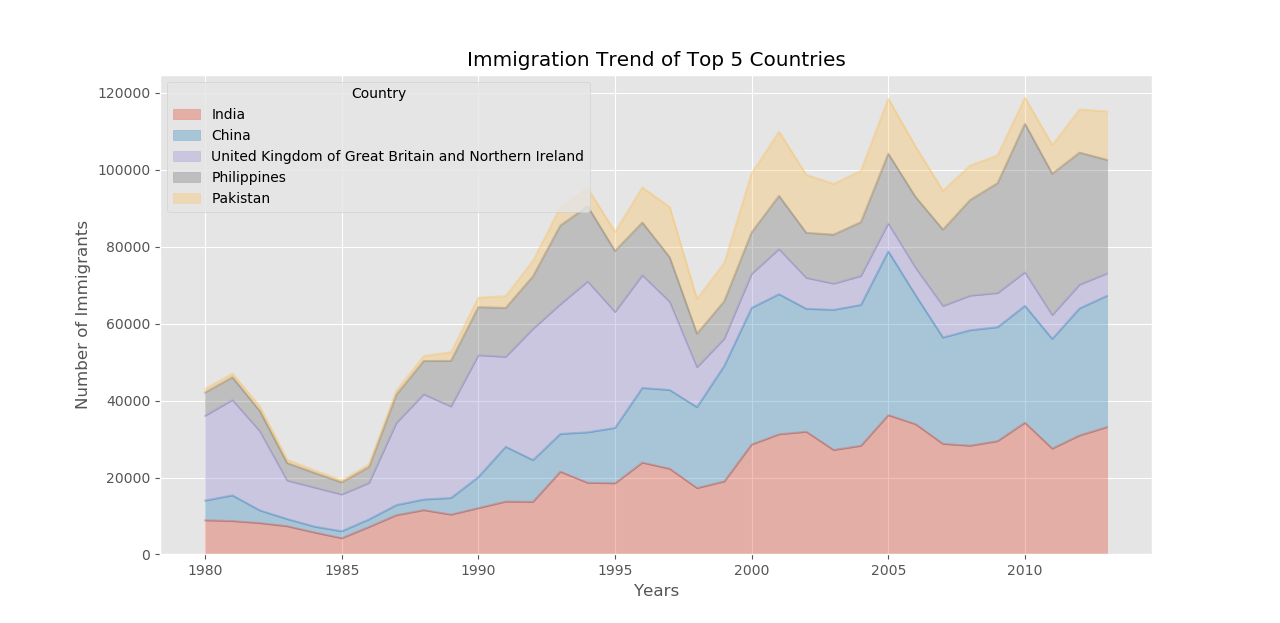 Immigration Trend of Top 5 Countries
120000
100000
80000
60000
40000
20000
0
Number of Immigrants
Country
India
China
United Kingdom of Great Britain and Northern Ireland
Philippines
Pakistan
1980 1985 1990 1995 2000 2005 2010
Years